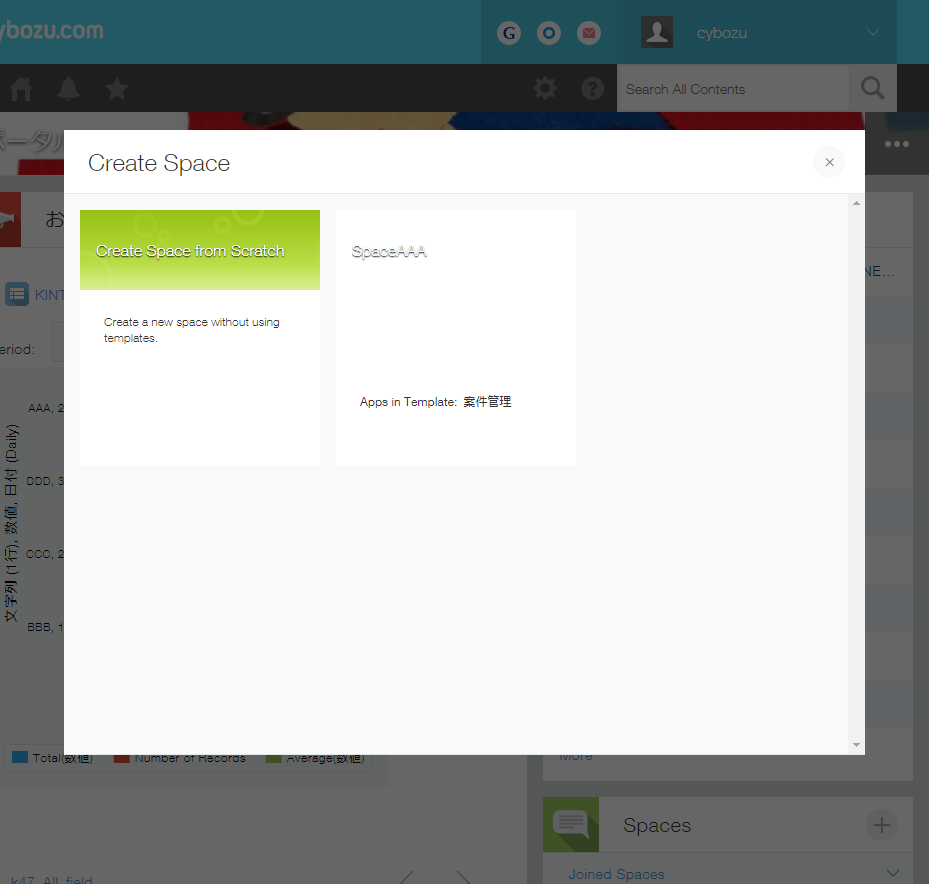 cybozu.com
G
cybozu
Search All Contents
ポータル
Create Space
Create Space from Scratch
Create a new space without using
templates.
SpaceAAA
Apps in Template: 案件管理
お
NE...
KINT
eriod:
AAA, 2
DDD, 3
CCC, 2
BBB, 1
文字列 (1行), 数値, 日付 (Daily)
Total(数値)
Number of Records
Average(数値)
More
Spaces
Joined Spaces
k47_All_field